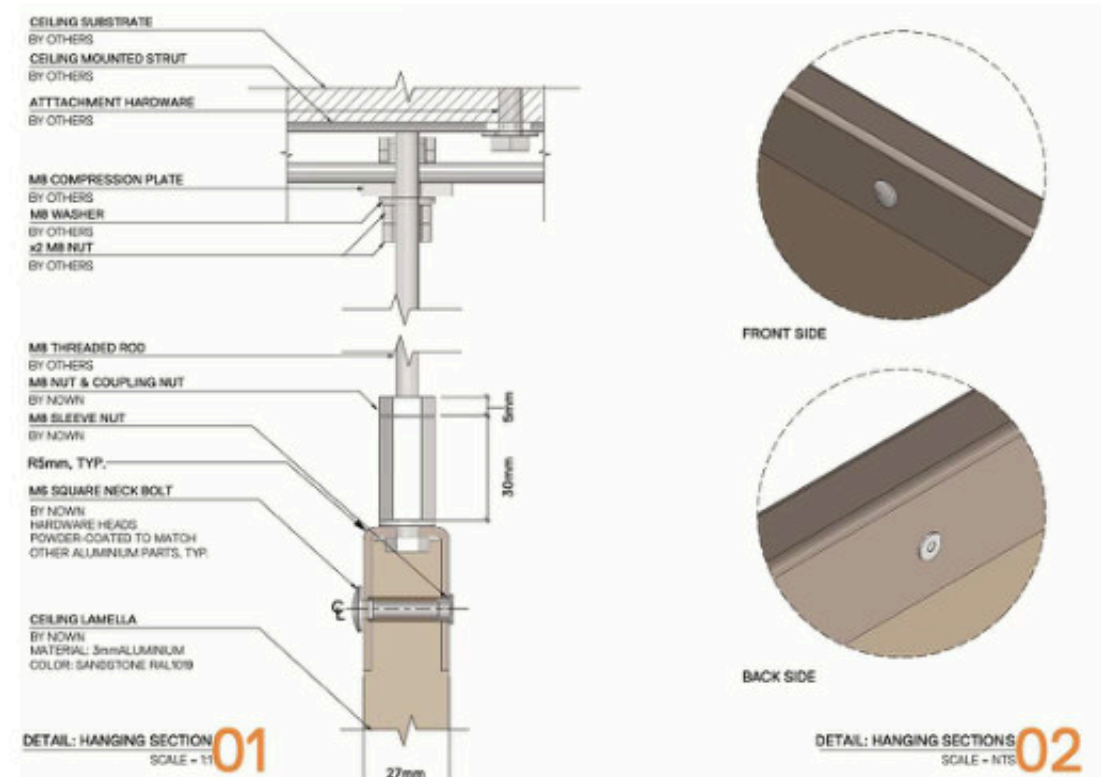 CEILING SUBSTRATE
BY OTHERS
CEILING MOUNTED STRUT
BY OTHERS
ATTTACHMENT HARDWARE
BY OTHERS
M8 COMPRESSION PLATE
BY OTHERS
M8 WASHER
BY OTHERS
x2 M8 NUT
BY OTHERS
M8 THREADED ROD
BY OTHERS
M8 NUT & COUPLING NUT
BY NOWN
M8 SLEEVE NUT
BY NOWN
R5mm, TYP.
M6 SQUARE NECK BOLT
BY NOWN
HARDWARE HEADS
POWDER-COATED TO MATCH
OTHER ALUMINIUM PARTS, TYP.
CEILING LAMELLA
BY NOWN
MATERIAL: 3mmALUMINIUM
COLOR: SANDSTONE RAL1019
5mm
30mm
CL
27mm
DETAIL: HANGING SECTION 01
SCALE = 1:1
FRONT SIDE
BACK SIDE
DETAIL: HANGING SECTIONS 02
SCALE = NTS